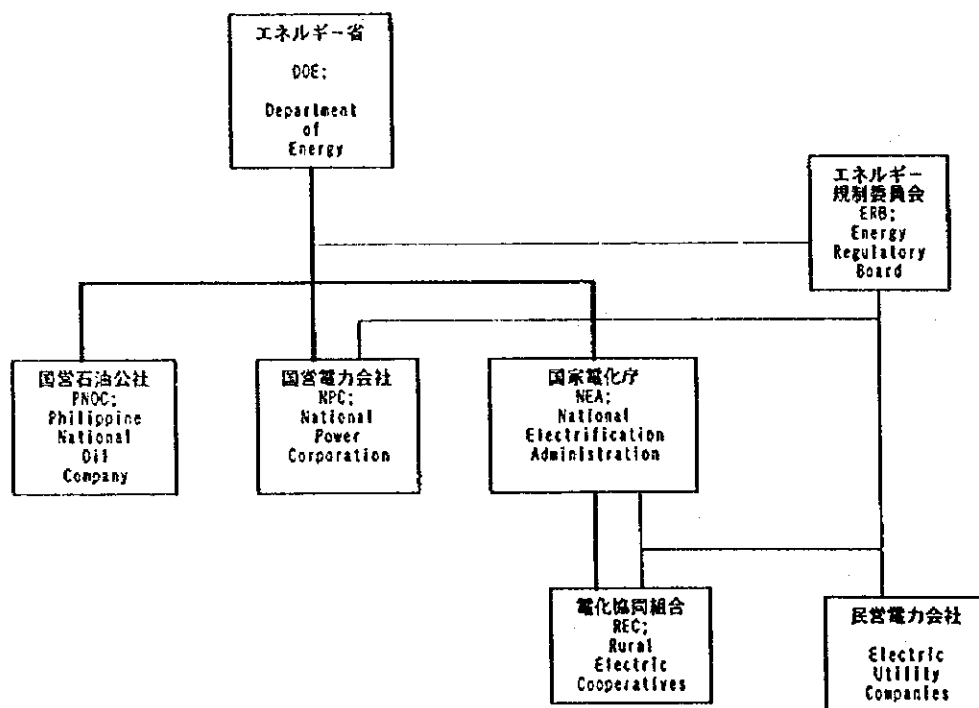 エネルギー省
DOE;
Department
of
Energy
エネルギー
規制委員会
ERB;
Energy
Regulatory
Board
国営石油公社
PNOC;
Philippine
National
Oil
Company
国営電力会社
NPC;
National
Power
Corporation
国家電化庁
NEA;
National
Electrification
Administration
電化協同組合
REC;
Rural
Electric
Cooperatives
民営電力会社
Electric
Utility
Companies